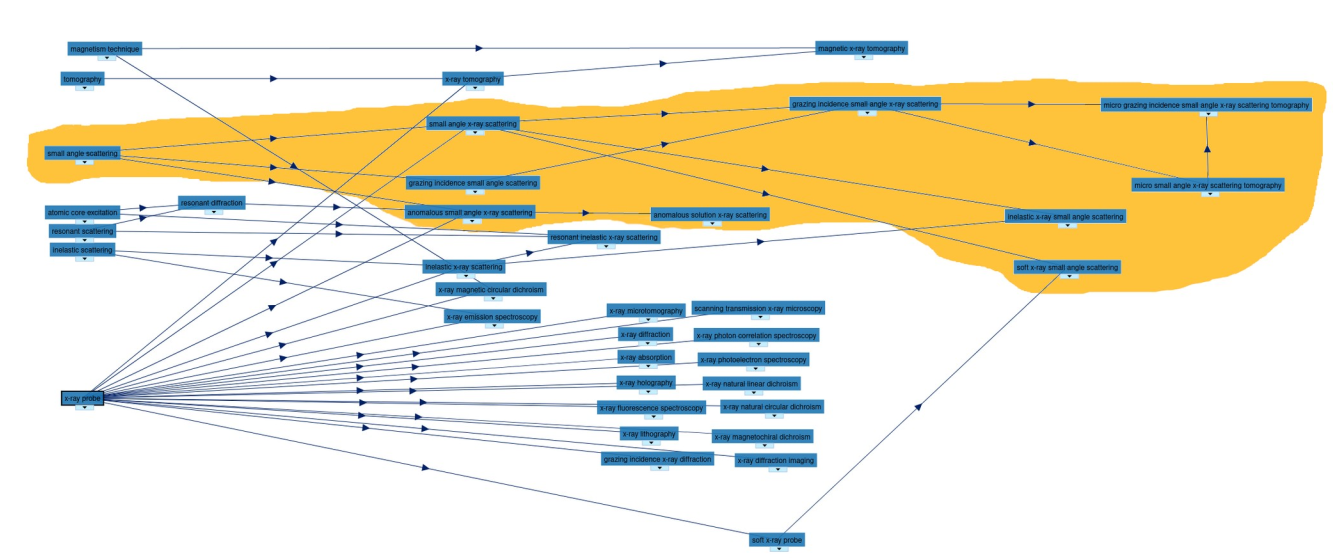 magnetism technique
magnetic x-ray tomography
tomography
x-ray tomography
grazing incidence small angle x-ray scattering
micro grazing incidence small angle x-ray scattering tomography
small angle x-ray scattering
small angle scattering
grazing incidence small angle scattering
micro small angle x-ray scattering tomography
resonant diffraction
atomic core excitation
anomalous small angle x-ray scattering
anomalous solution x-ray scattering
inelastic x-ray small angle scattering
resonant scattering
resonant inelastic x-ray scattering
inelastic scattering
inelastic x-ray scattering
soft x-ray small angle scattering
x-ray magnetic circular dichroism
x-ray emission spectroscopy
x-ray microtomography
scanning transmission x-ray microscopy
x-ray diffraction
x-ray photon correlation spectroscopy
x-ray absorption
x-ray photoelectron spectroscopy
x-ray holography
x-ray natural linear dichroism
x-ray probe
x-ray fluorescence spectroscopy
x-ray natural circular dichroism
x-ray lithography
x-ray magnetochiral dichroism
grazing incidence x-ray diffraction
x-ray diffraction imaging
soft x-ray probe